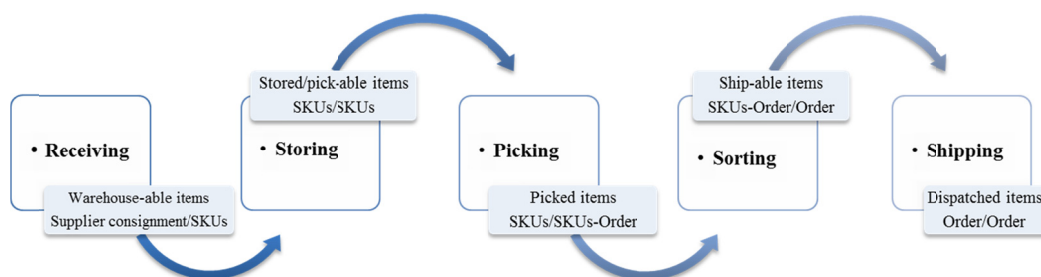 • Receiving
Warehouse-able items
Supplier consignment/SKUs
Stored/pick-able items
SKUs/SKUs
• Storing
• Picking
Picked items
SKUs/SKUs-Order
Ship-able items
SKUs-Order/Order
• Sorting
• Shipping
Dispatched items
Order/Order